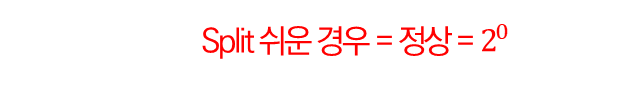 Split 쉬운 경우 = 정상 = 2⁰